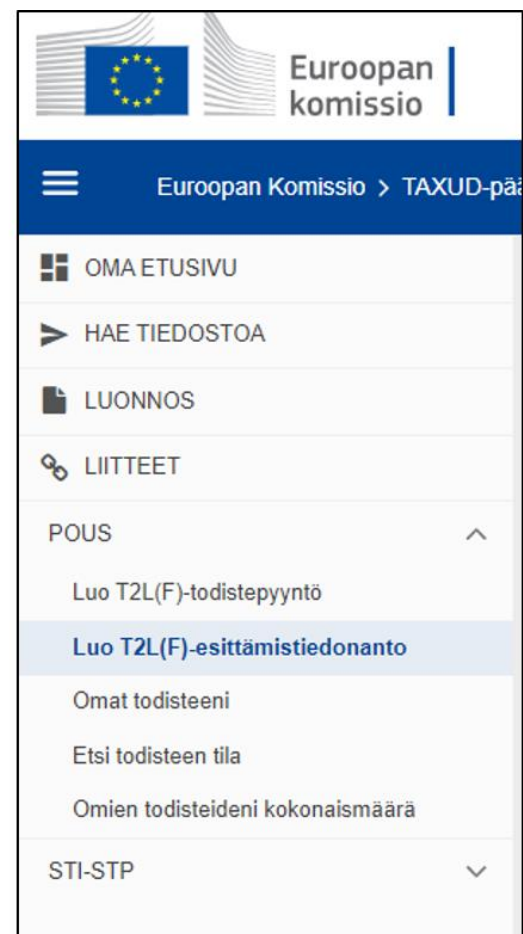 Euroopan
komissio
Euroopan Komissio > TAXUD-pää
OMA ETUSIVU
HAE TIEDOSTOA
LUONNOS
LIITTEET
POUS
Luo T2L(F)-todistepyyntö
Luo T2L(F)-esittämistiedonanto
Omat todisteeni
Etsi todisteen tila
Omien todisteideni kokonaismäärä
STI-STP